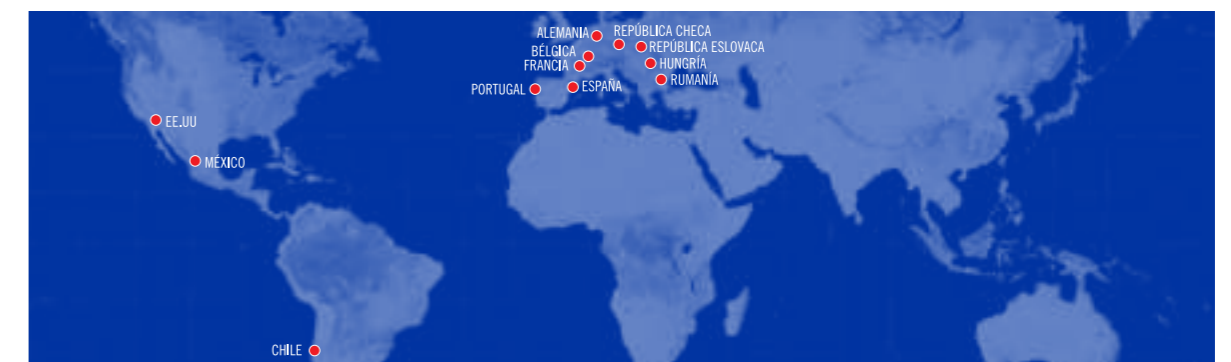 ALEMANIA
REPÚBLICA CHECA
REPÚBLICA ESLOVACA
BÉLGICA
FRANCIA
HUNGRÍA
RUMANÍA
PORTUGAL
ESPAÑA
EE.UU
MÉXICO
CHILE